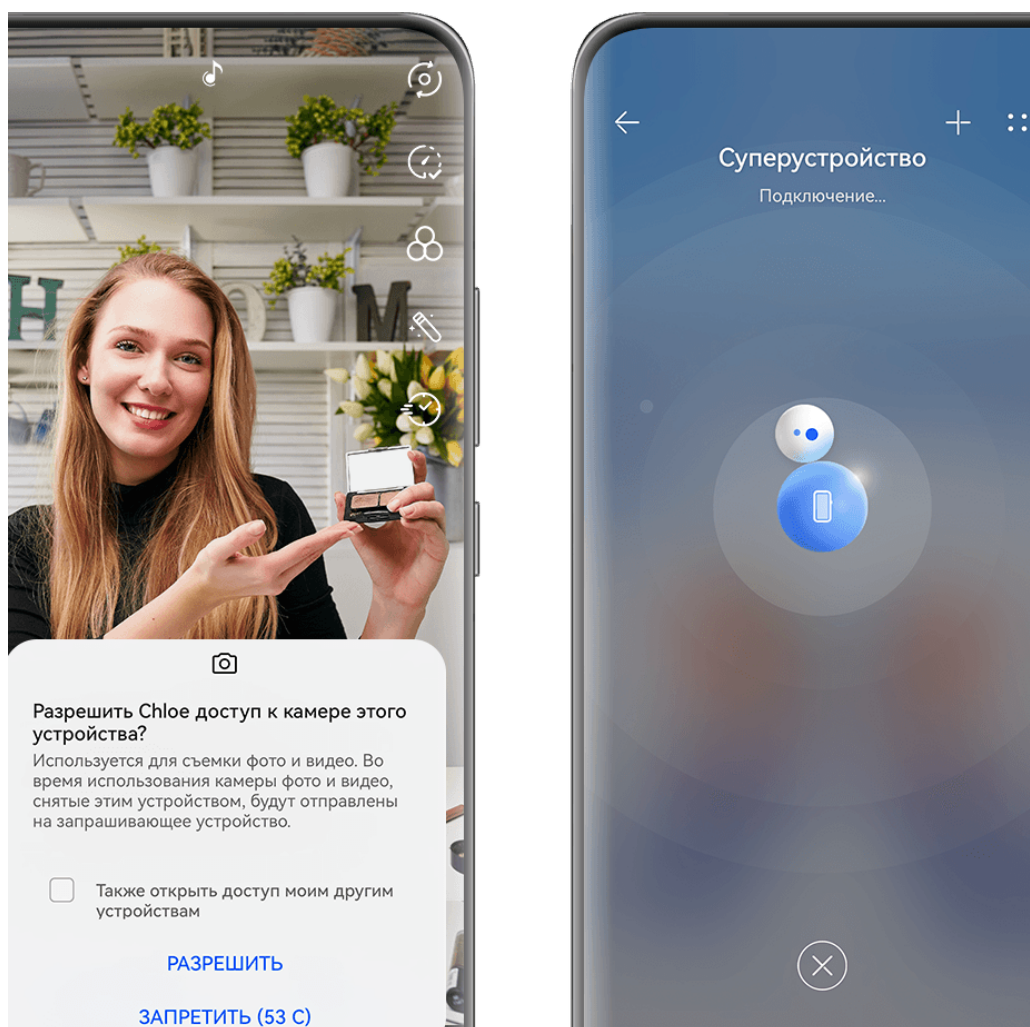 H O M
Разрешить Chloe доступ к камере этого
устройства?
Используется для съемки фото и видео. Во
время использования камеры фото и видео,
снятые этим устройством, будут отправлены
на запрашивающее устройство.
Также открыть доступ моим другим
устройствам
РАЗРЕШИТЬ
ЗАПРЕТИТЬ (53 С)
Суперустройство
Подключение...